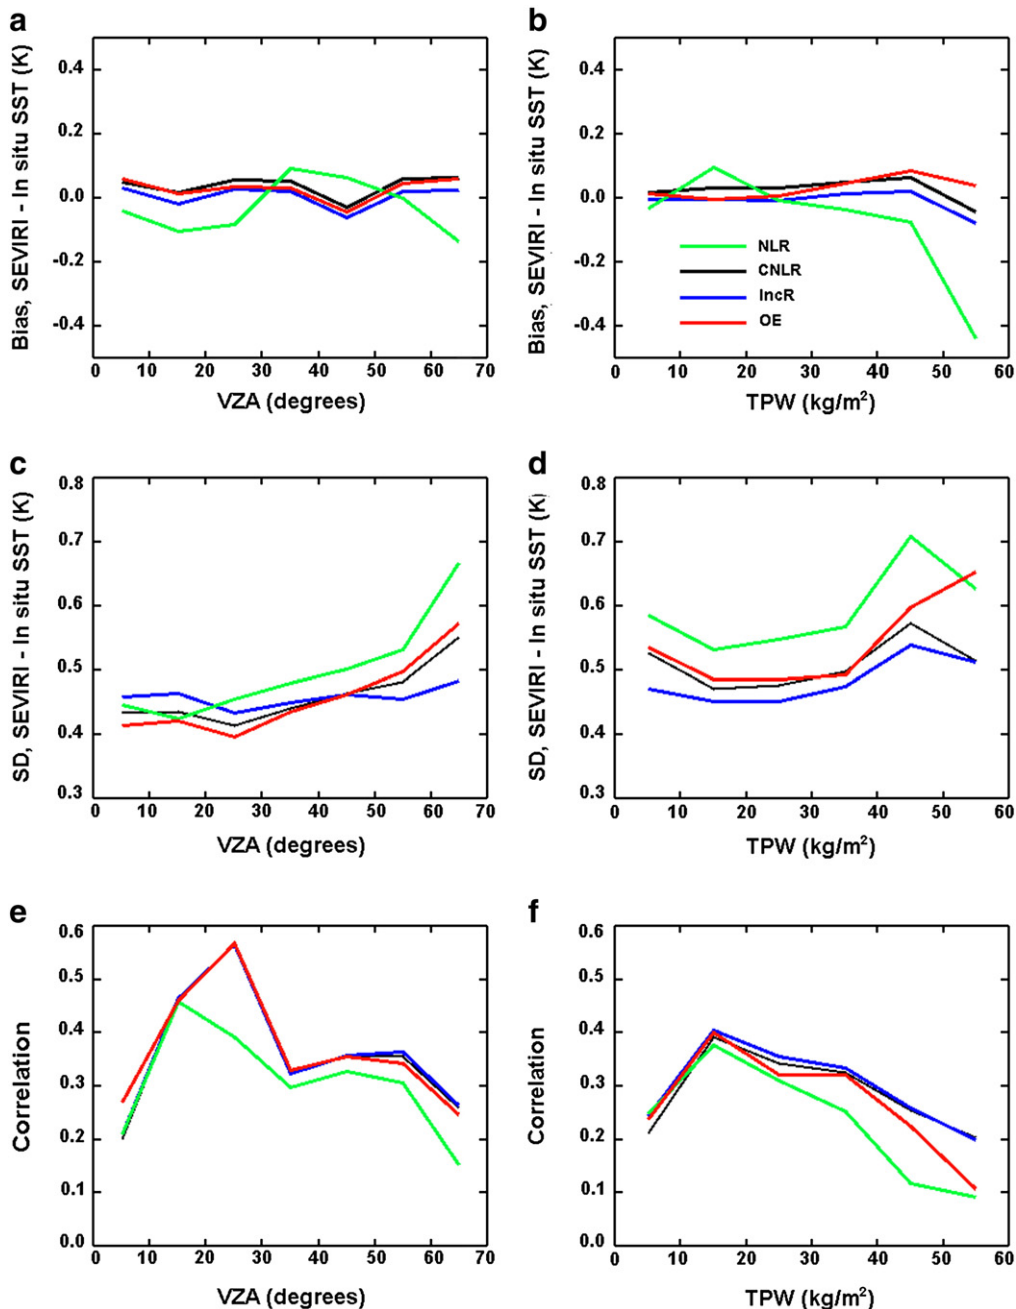 a
Bias, SEVIRI - In situ SST (K)
0.4
0.2
0.0
-0.2
-0.4
0 10 20 30 40 50 60 70
VZA (degrees)
b
Bias, SEVIRI - In situ SST (K)
0.4
0.2
0.0
-0.2
-0.4
NLR
CNLR
IncR
OE
0 10 20 30 40 50 60
TPW (kg/m²)
c
SD, SEVIRI - In situ SST (K)
0.8
0.7
0.6
0.5
0.4
0.3
0 10 20 30 40 50 60 70
VZA (degrees)
d
SD, SEVIRI - In situ SST (K)
0.8
0.7
0.6
0.5
0.4
0.3
0 10 20 30 40 50 60
TPW (kg/m²)
e
Correlation
0.6
0.5
0.4
0.3
0.2
0.1
0.0
0 10 20 30 40 50 60 70
VZA (degrees)
f
Correlation
0.6
0.5
0.4
0.3
0.2
0.1
0.0
0 10 20 30 40 50 60
TPW (kg/m²)